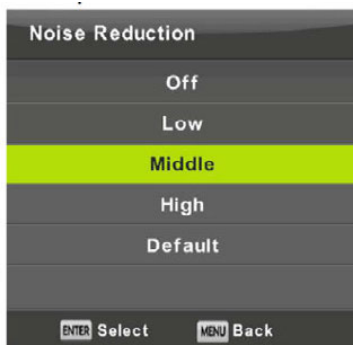 Noise Reduction
Off
Low
Middle
High
Default
ENTER Select MENU Back